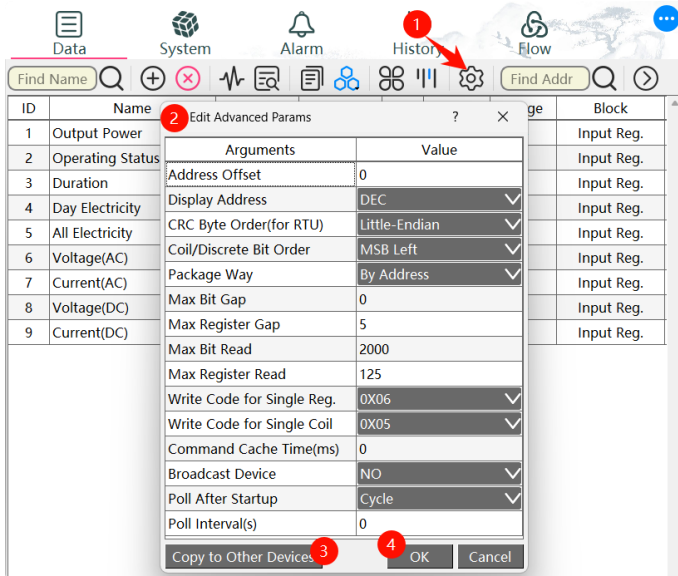 Data System Alarm History Flow
1
Find Name Find Addr
ID Name ge Block
1 Output Power Input Reg.
2 Operating Status Input Reg.
3 Duration Input Reg.
4 Day Electricity Input Reg.
5 All Electricity Input Reg.
6 Voltage(AC) Input Reg.
7 Current(AC) Input Reg.
8 Voltage(DC) Input Reg.
9 Current(DC) Input Reg.
2 Edit Advanced Params ? ×
Arguments Value
Address Offset 0
Display Address DEC
CRC Byte Order(for RTU) Little-Endian
Coil/Discrete Bit Order MSB Left
Package Way By Address
Max Bit Gap 0
Max Register Gap 5
Max Bit Read 2000
Max Register Read 125
Write Code for Single Reg. 0X06
Write Code for Single Coil 0X05
Command Cache Time(ms) 0
Broadcast Device NO
Poll After Startup Cycle
Poll Interval(s) 0
Copy to Other Devices 3 4 OK Cancel